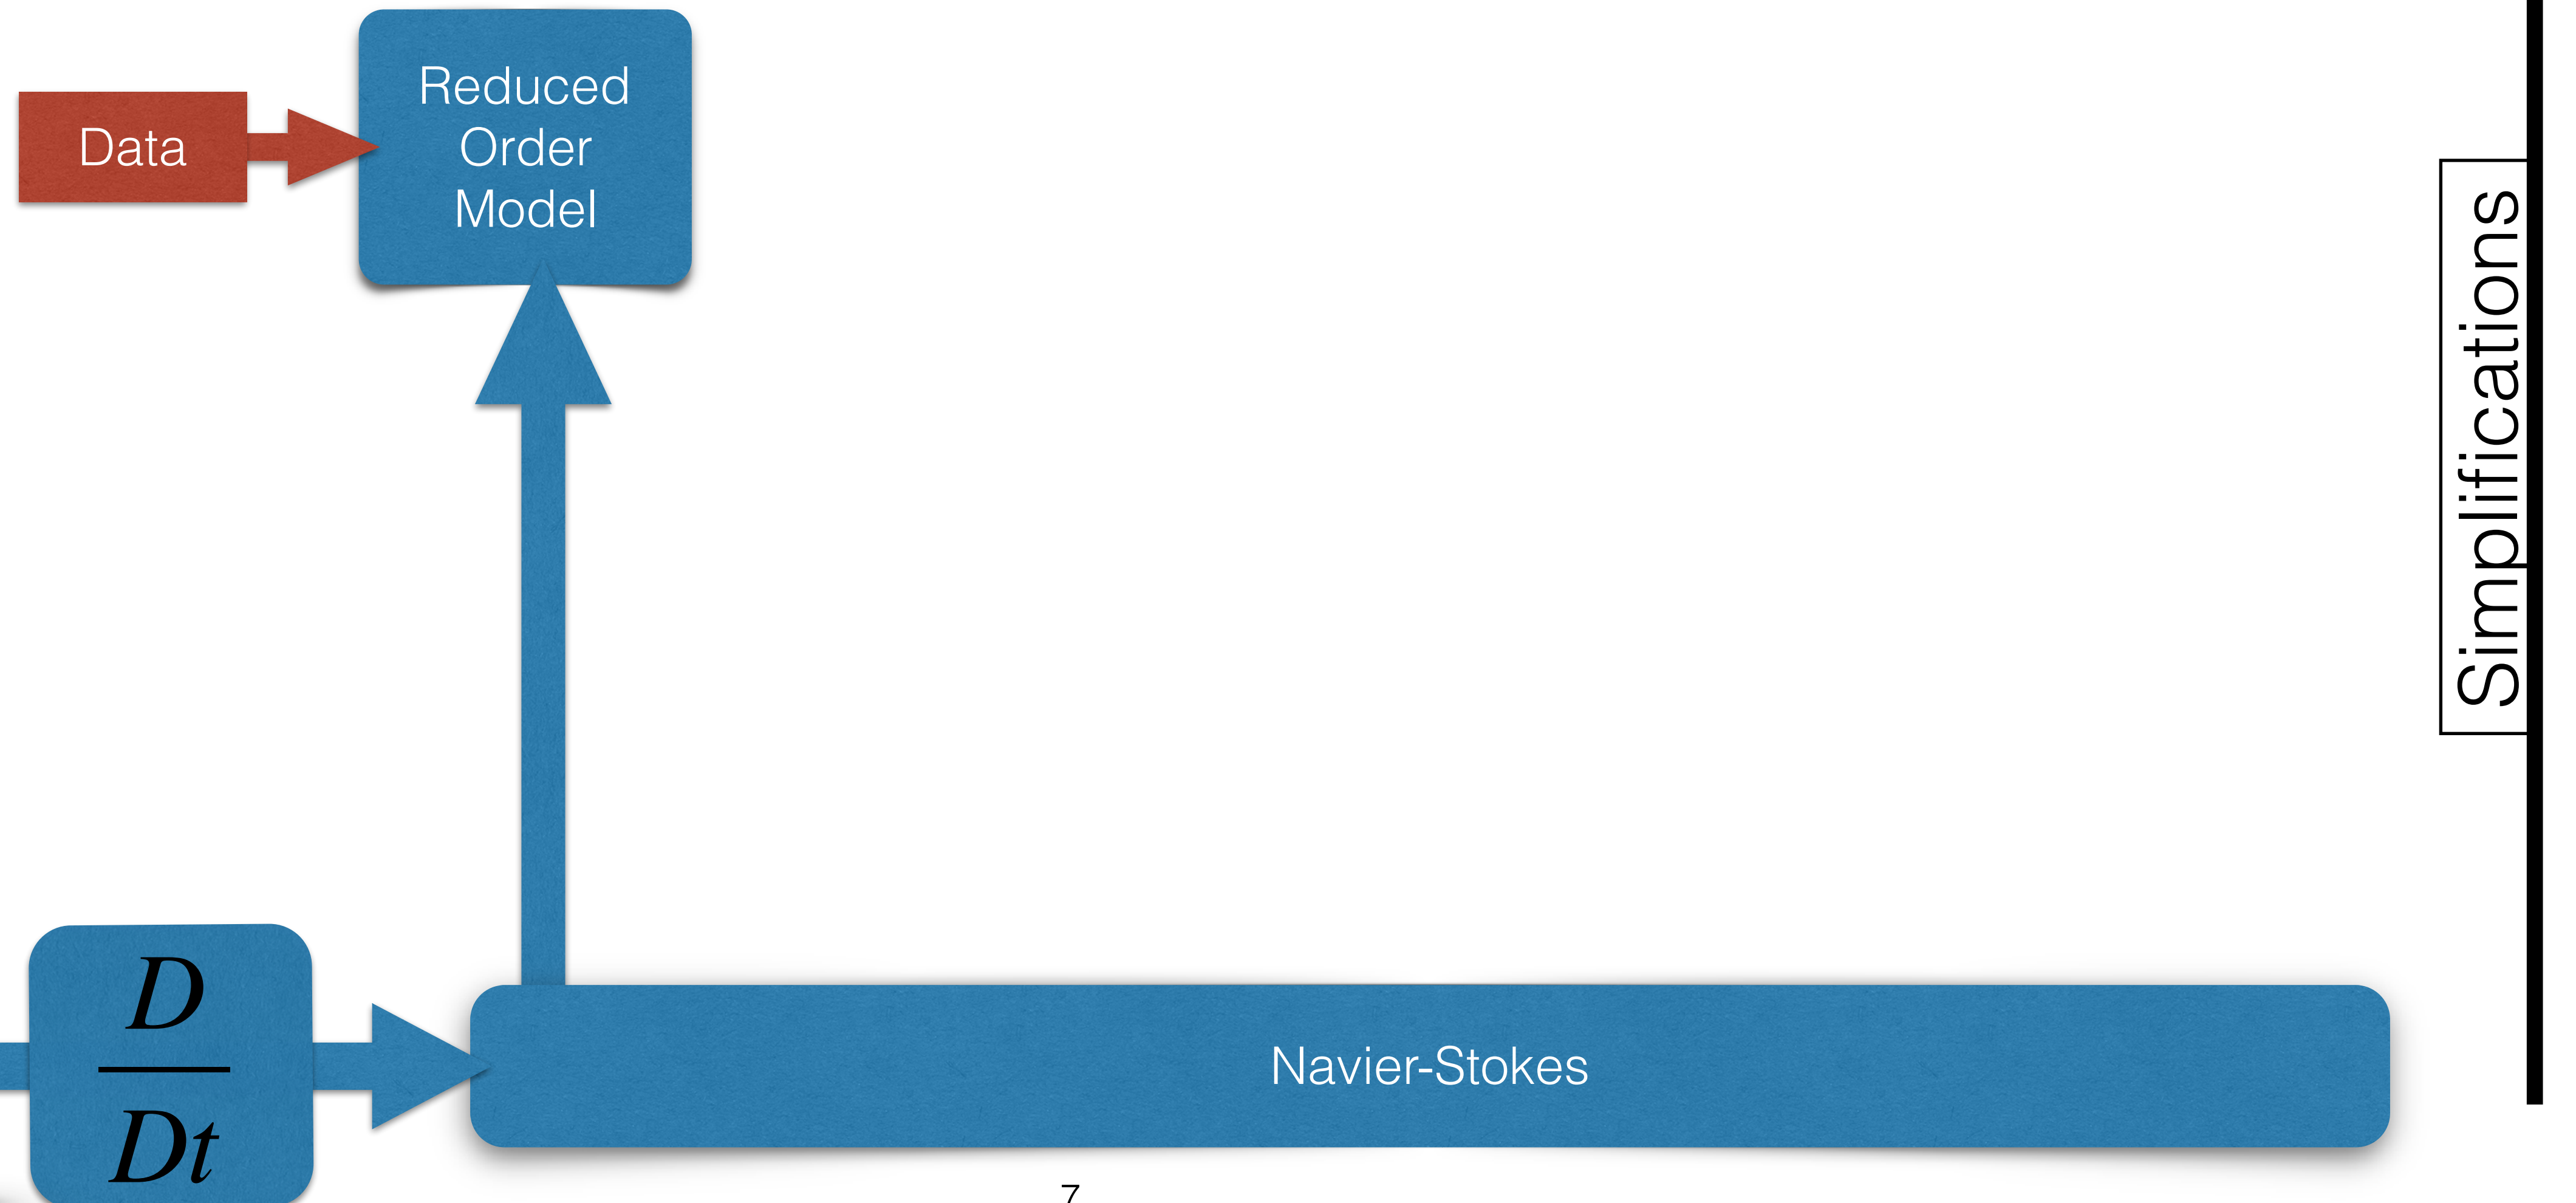 Reduced
Order
Model
Data
Simplifications
D
Dt
Navier-Stokes
7